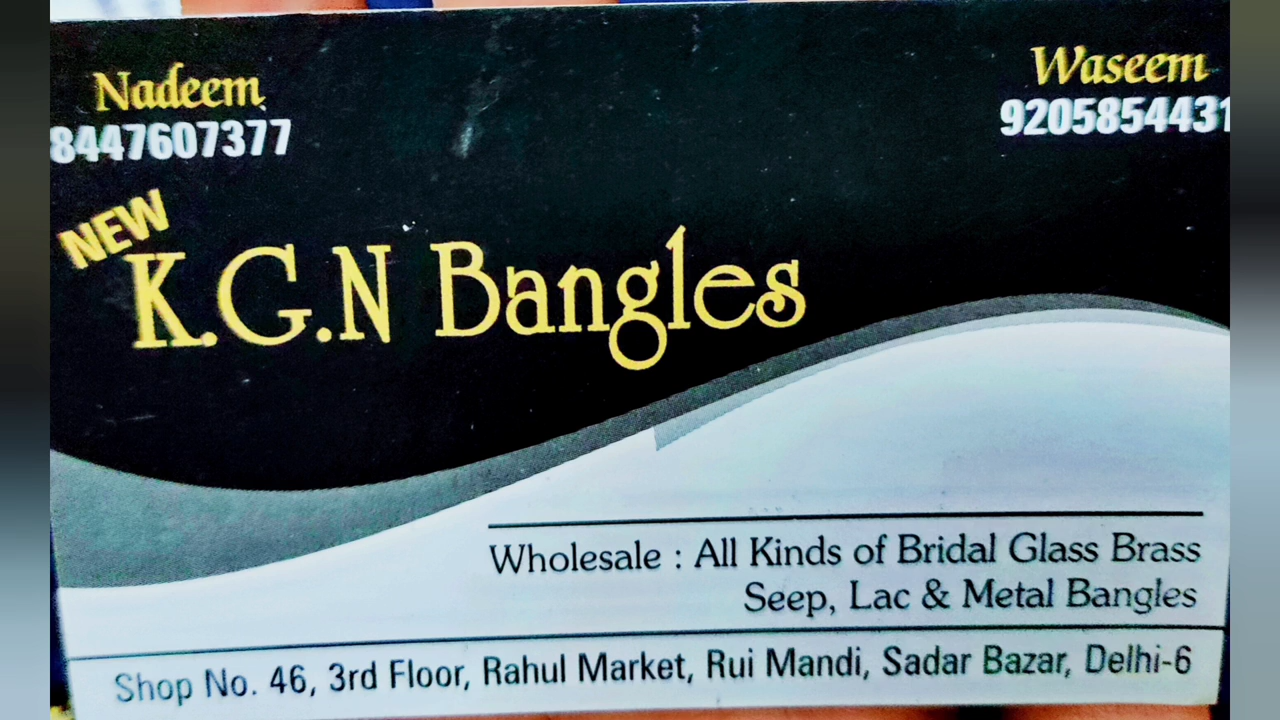 Nadeem
8447607377
Waseem
9205854431
NEW
K.G.N Bangles
Wholesale : All Kinds of Bridal Glass Brass
Seep, Lac & Metal Bangles
Shop No. 46, 3rd Floor, Rahul Market, Rui Mandi, Sadar Bazar, Delhi-6